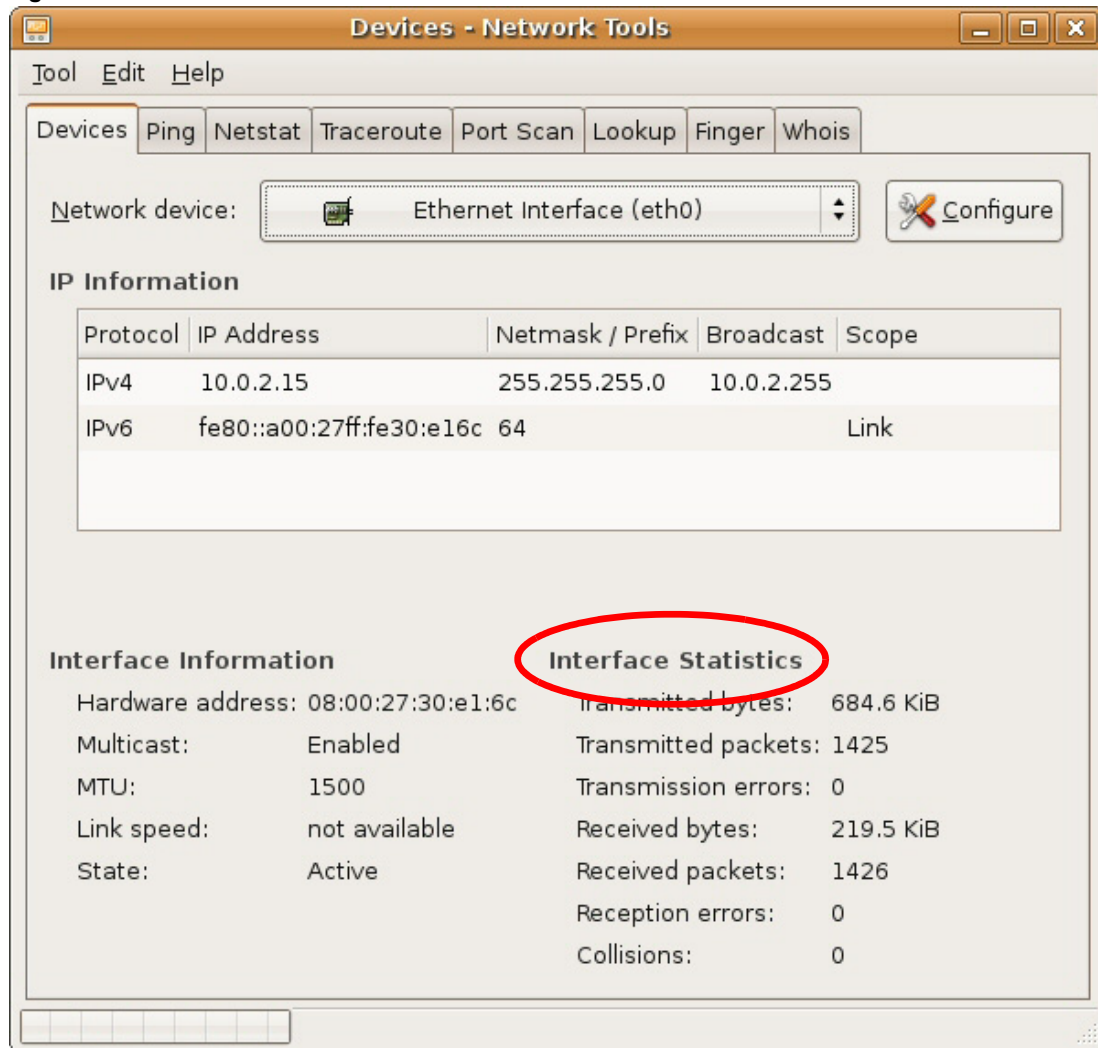 Devices - Network Tools
Tool Edit Help
Devices Ping Netstat Traceroute Port Scan Lookup Finger Whois
Network device: Ethernet Interface (eth0) Configure
IP Information
Protocol IP Address Netmask / Prefix Broadcast Scope
IPv4 10.0.2.15 255.255.255.0 10.0.2.255
IPv6 fe80::a00:27ff:fe30:e16c 64 Link
Interface Information
Hardware address: 08:00:27:30:e1:6c
Multicast: Enabled
MTU: 1500
Link speed: not available
State: Active
Interface Statistics
Transmitted bytes: 684.6 KiB
Transmitted packets: 1425
Transmission errors: 0
Received bytes: 219.5 KiB
Received packets: 1426
Reception errors: 0
Collisions: 0